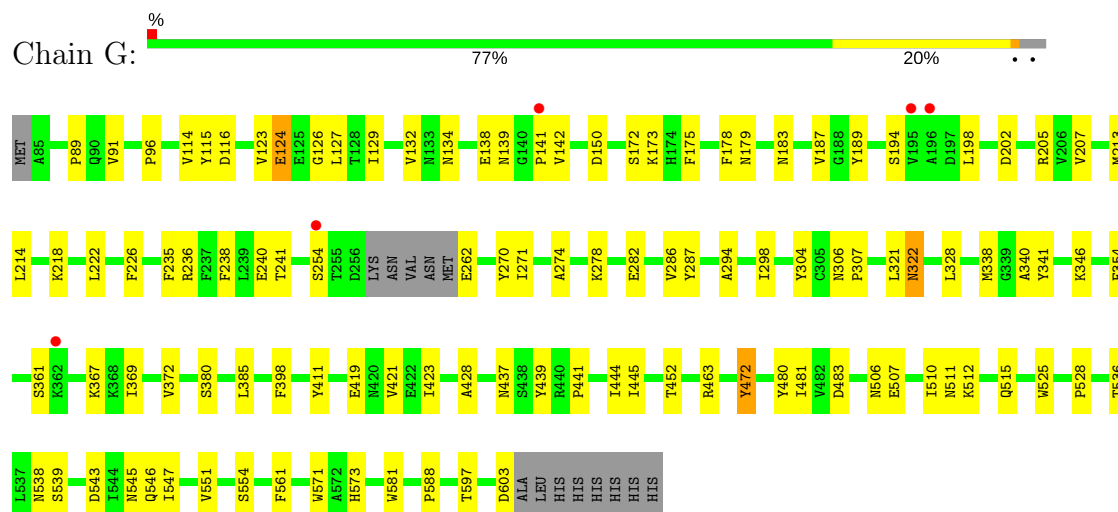 %
Chain G:
77% 20% • •
MET A85 P89 Q90 V91 P96 V114 Y115 D116 V123 E124 E125 G126 L127 T128 I129 V132 N133 N134 E138 N139 G140 P141 V142 D150 S172 K173 H174 F175 F178 N179 N183 V187 G188 Y189 S194 V195 A196 D197 L198 D202 R205 V206 V207
L214 K218 L222 F226 F235 R236 F237 F238 L239 E240 T241 S254 T255 D256 LYS ASN VAL ASN MET E262 Y270 I271 A274 K278 E282 V286 Y287 A294 I298 Y304 C305 N306 P307 L321 N322 L328 M338 G339 A340 Y341 K346
S361 K362 K367 K368 I369 V372 S380 L385 F398 Y411 E419 N420 V421 E422 I423 A428 N437 S438 Y439 R440 P441 I444 I445 T452 R463 Y472 Y480 I481 V482 D483 N506 E507 I510 N511 K512 Q515 W525 P528
L537 N538 S539 D543 I544 N545 Q546 I547 V551 S554 F561 W571 A572 H573 W581 P588 T597 D603 ALA LEU HIS HIS HIS HIS HIS HIS